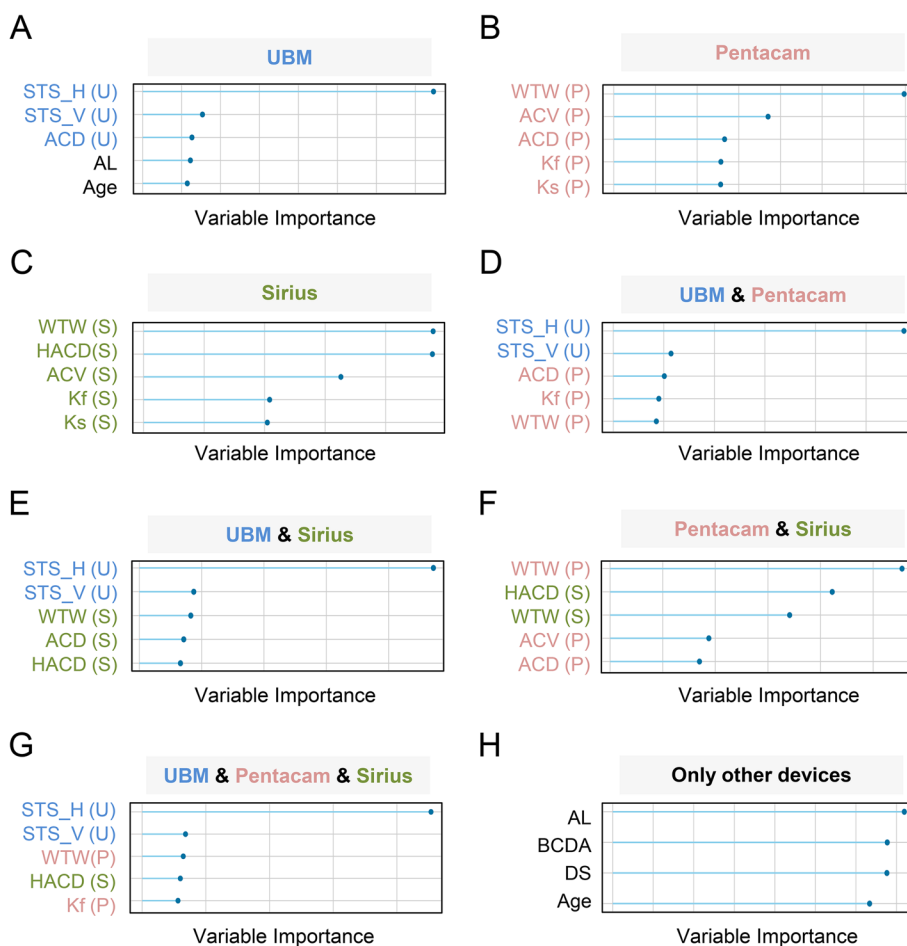 A
UBM
STS_H (U)
STS_V (U)
ACD (U)
AL
Age
Variable Importance
B
Pentacam
WTW (P)
ACV (P)
ACD (P)
Kf (P)
Ks (P)
Variable Importance
C
Sirius
WTW (S)
HACD(S)
ACV (S)
Kf (S)
Ks (S)
Variable Importance
D
UBM & Pentacam
STS_H (U)
STS_V (U)
ACD (P)
Kf (P)
WTW (P)
Variable Importance
E
UBM & Sirius
STS_H (U)
STS_V (U)
WTW (S)
ACD (S)
HACD (S)
Variable Importance
F
Pentacam & Sirius
WTW (P)
HACD (S)
WTW (S)
ACV (P)
ACD (P)
Variable Importance
G
UBM & Pentacam & Sirius
STS_H (U)
STS_V (U)
WTW(P)
HACD (S)
Kf (P)
Variable Importance
H
Only other devices
AL
BCDA
DS
Age
Variable Importance